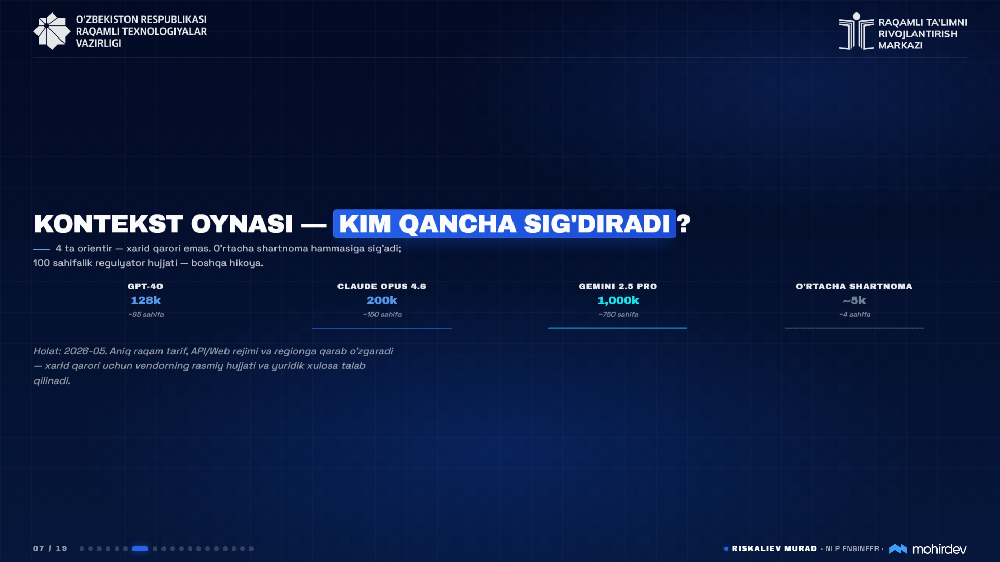 O'ZBEKISTON RESPUBLIKASI
RAQAMLI TEXNOLOGIYALAR
VAZIRLIGI
RAQAMLI TA'LIMNI
RIVOJLANTIRISH
MARKAZI
KONTEKST OYNASI — KIM QANCHA SIG'DIRADI?
4 ta orientir — xarid qarori emas. O'rtacha shartnoma hammasiga sig'adi;
100 sahifalik regulyator hujjati — boshqa hikoya.
GPT-4O
128k
~95 sahifa
CLAUDE OPUS 4.6
200k
~150 sahifa
GEMINI 2.5 PRO
1,000k
~750 sahifa
O'RTACHA SHARTNOMA
~5k
~4 sahifa
Holat: 2026-05. Aniq raqam tarif, API/Web rejimi va regionga qarab o'zgaradi
— xarid qarori uchun vendorning rasmiy hujjati va yuridik xulosa talab
qilinadi.
07 / 19
RISKALIEV MURAD · NLP ENGINEER · mohirdev